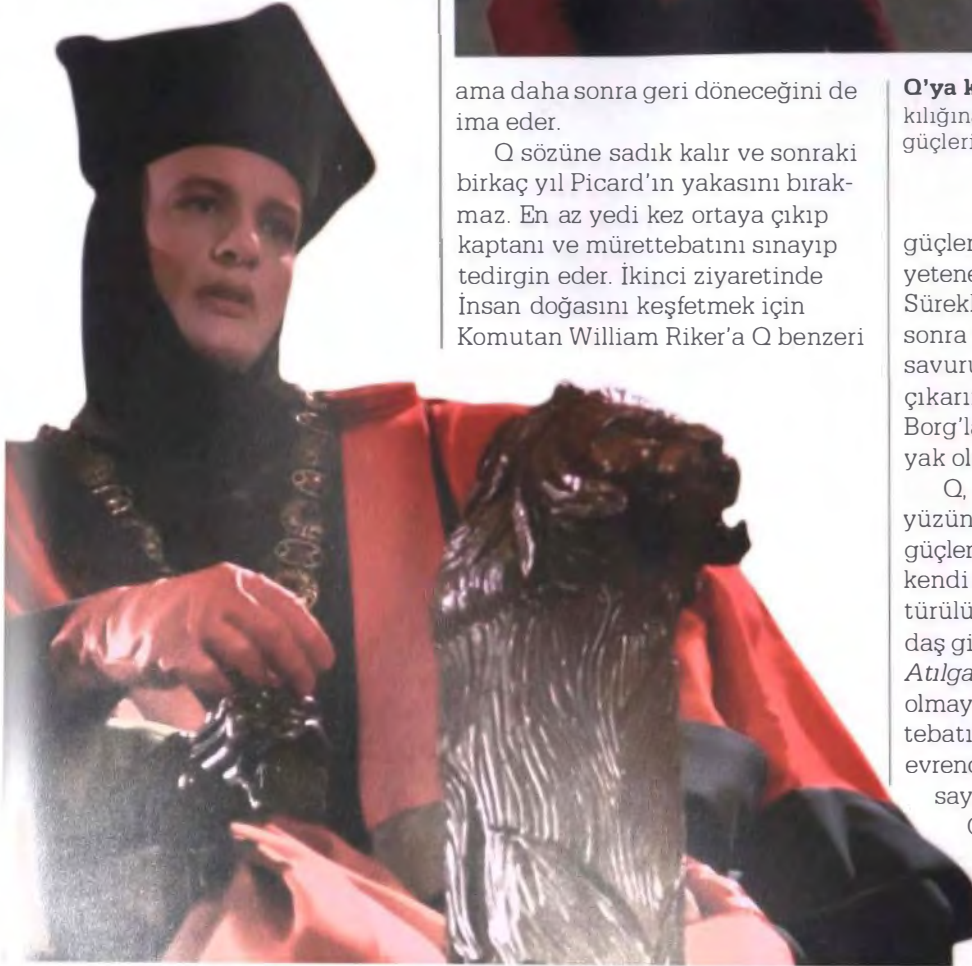 ama daha sonra geri döneceğini de
ima eder.
Q sözüne sadık kalır ve sonraki
birkaç yıl Picard'ın yakasını bırak-
maz. En az yedi kez ortaya çıkıp
kaptanı ve mürettebatını sınayıp
tedirgin eder. İkinci ziyaretinde
İnsan doğasını keşfetmek için
Komutan William Riker'a Q benzeri
Q'ya k
kılığına
güçleri
güçler
yetene
Sürekl
sonra
savuru
çıkarı
Borg'la
yak ol
Q,
yüzün
güçler
kendi
türülü
daş gi
Atılga
olmay
tebatı
evrend
say